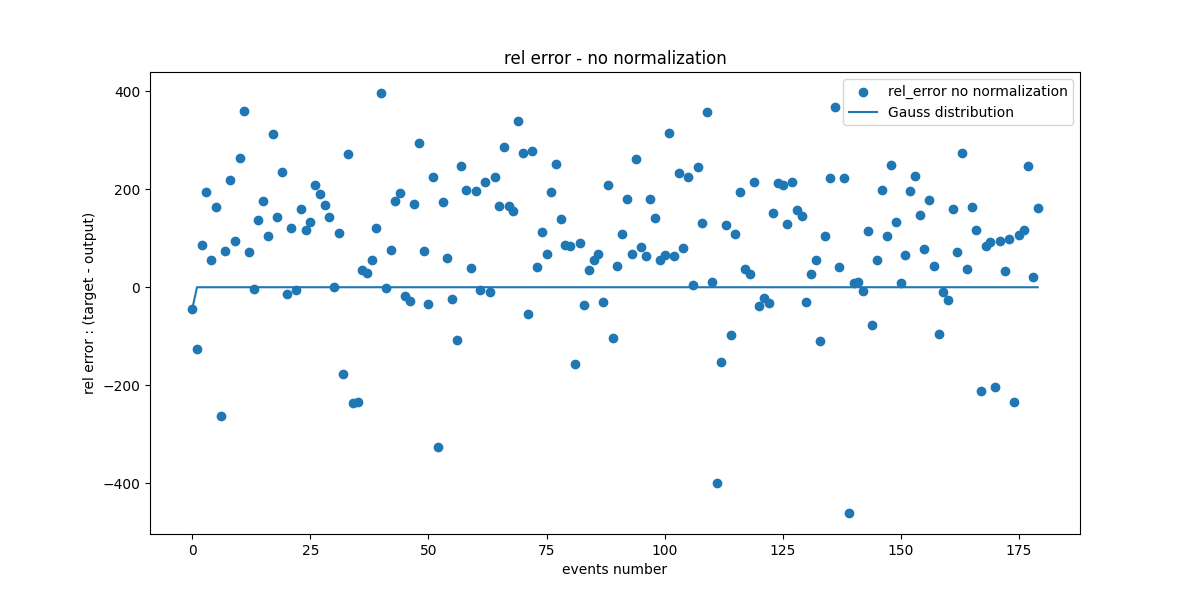 rel error - no normalization
rel_error no normalization
Gauss distribution
rel error : (target - output)
400
200
0
−200
−400
0 25 50 75 100 125 150 175
events number